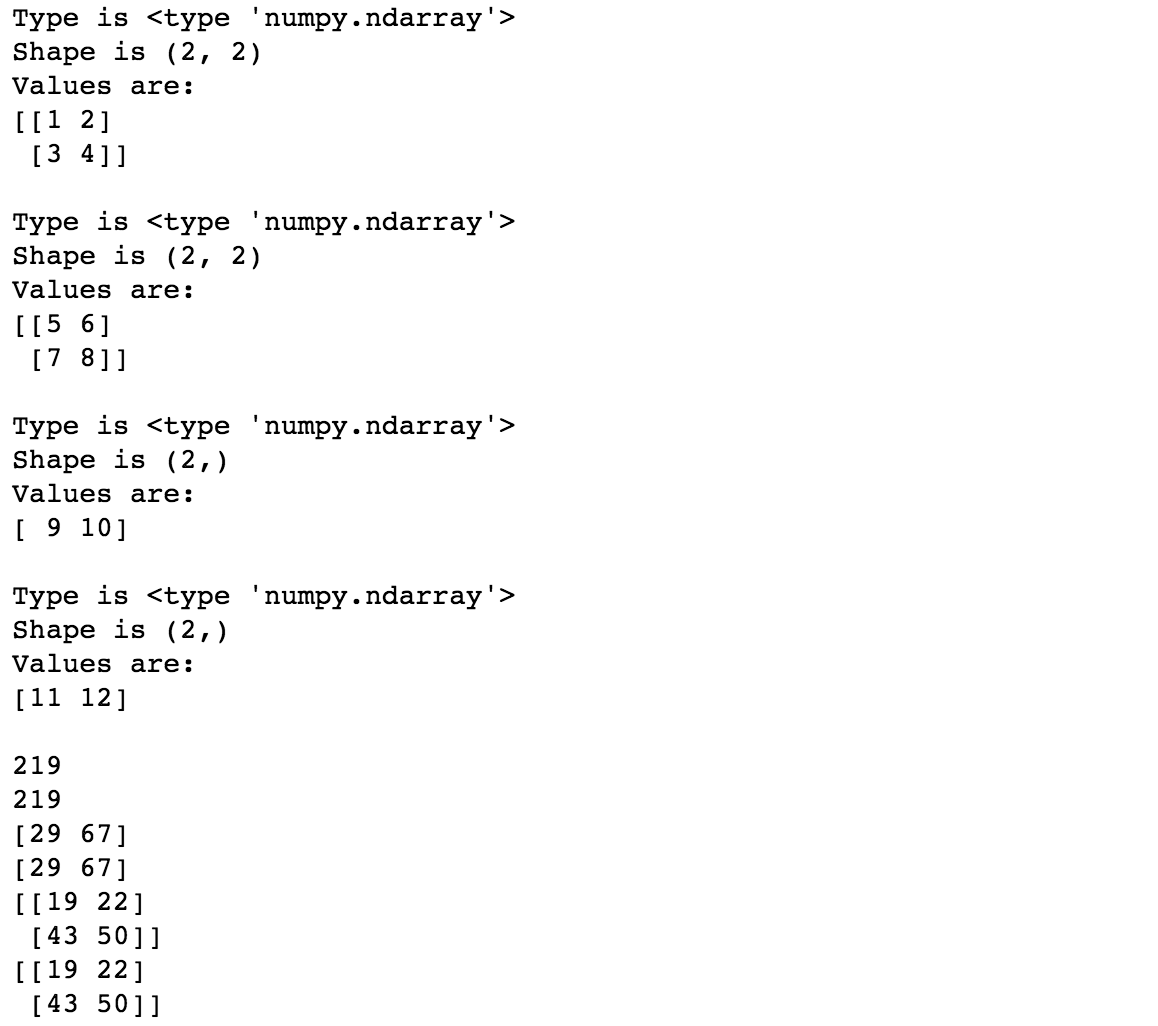 Type is <type 'numpy.ndarray'>
Shape is (2, 2)
Values are:
[[1 2]
 [3 4]]

Type is <type 'numpy.ndarray'>
Shape is (2, 2)
Values are:
[[5 6]
 [7 8]]

Type is <type 'numpy.ndarray'>
Shape is (2,)
Values are:
[ 9 10]

Type is <type 'numpy.ndarray'>
Shape is (2,)
Values are:
[11 12]

219
219
[29 67]
[29 67]
[[19 22]
 [43 50]]
[[19 22]
 [43 50]]